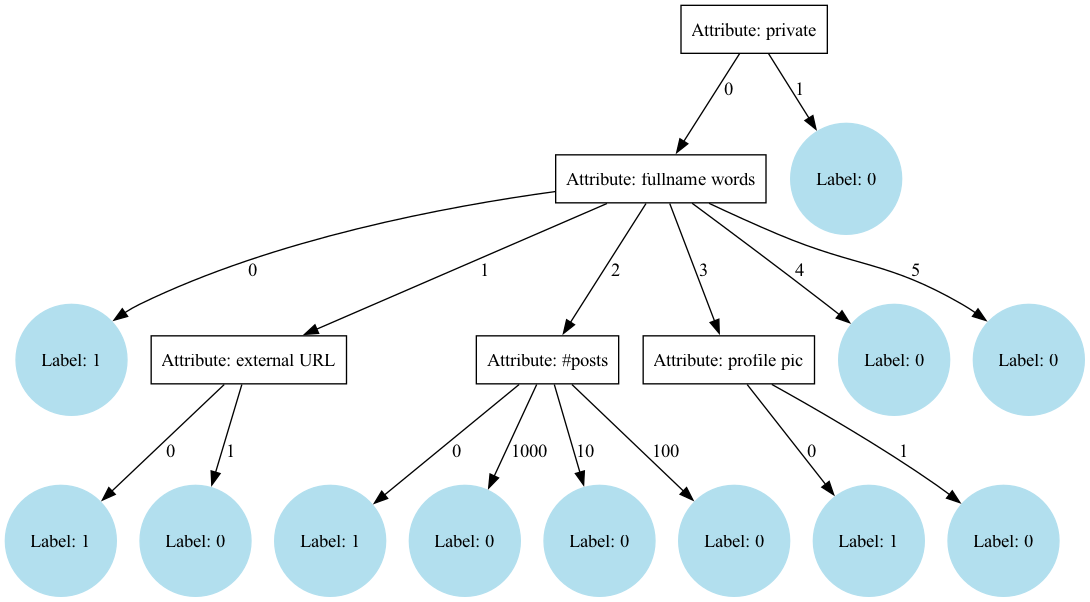 Attribute: private
0
1
Attribute: fullname words
Label: 0
0
1
2
3
4
5
Label: 1
Attribute: external URL
Attribute: #posts
Attribute: profile pic
Label: 0
Label: 0
0
1
0
1000
10
100
0
1
Label: 1
Label: 0
Label: 1
Label: 0
Label: 0
Label: 0
Label: 1
Label: 0